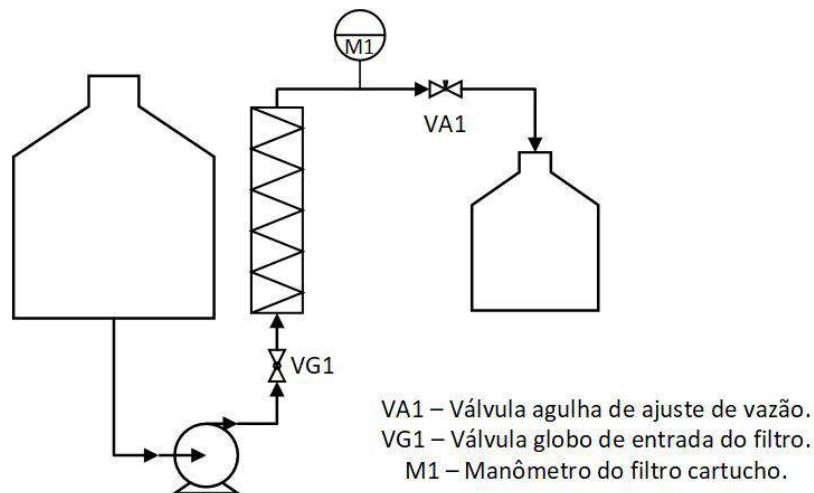 M1
VA1
VG1
VA1 – Válvula agulha de ajuste de vazão.
VG1 – Válvula globo de entrada do filtro.
M1 – Manômetro do filtro cartucho.